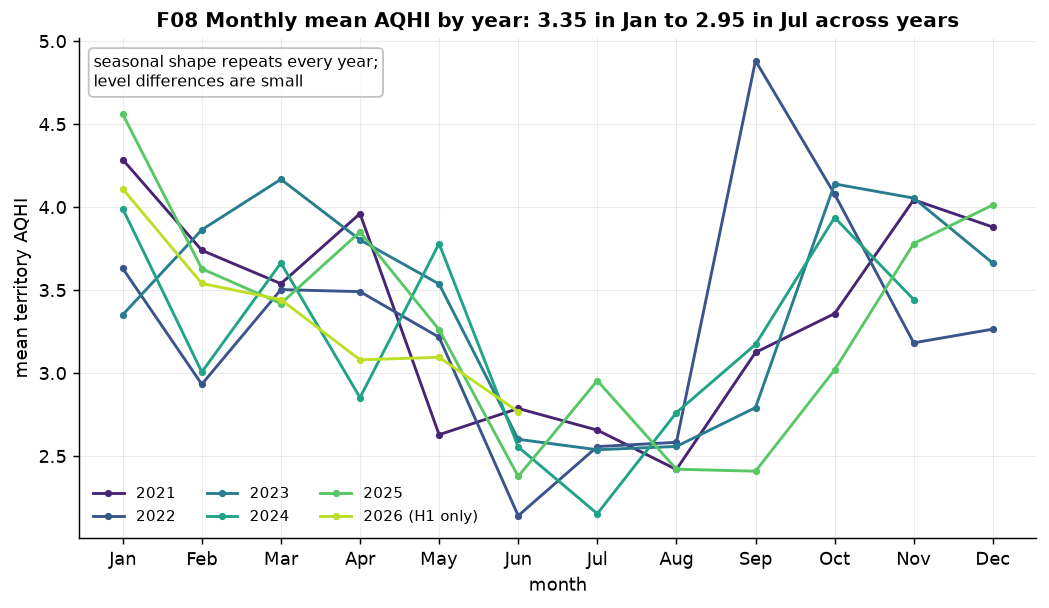 F08 Monthly mean AQHI by year: 3.35 in Jan to 2.95 in Jul across years
seasonal shape repeats every year;
level differences are small
5.0
4.5
4.0
3.5
3.0
2.5
mean territory AQHI
2021
2022
2023
2024
2025
2026 (H1 only)
Jan Feb Mar Apr May Jun Jul Aug Sep Oct Nov Dec
month